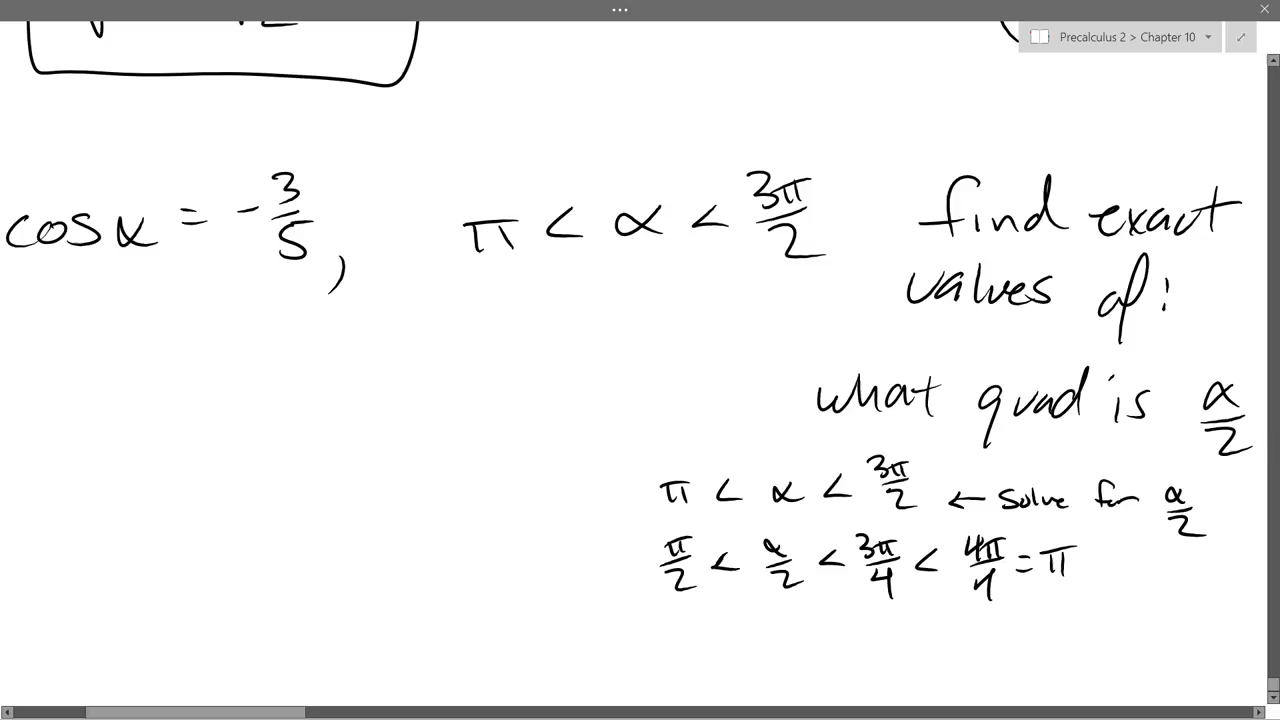 Precalculus 2 > Chapter 10
cos α = -3/5, π < α < 3π/2 find exact
values of:
what quad is α/2
π < α < 3π/2 ← solve for α/2
π/2 < α/2 < 3π/4 < 4π/4 = π